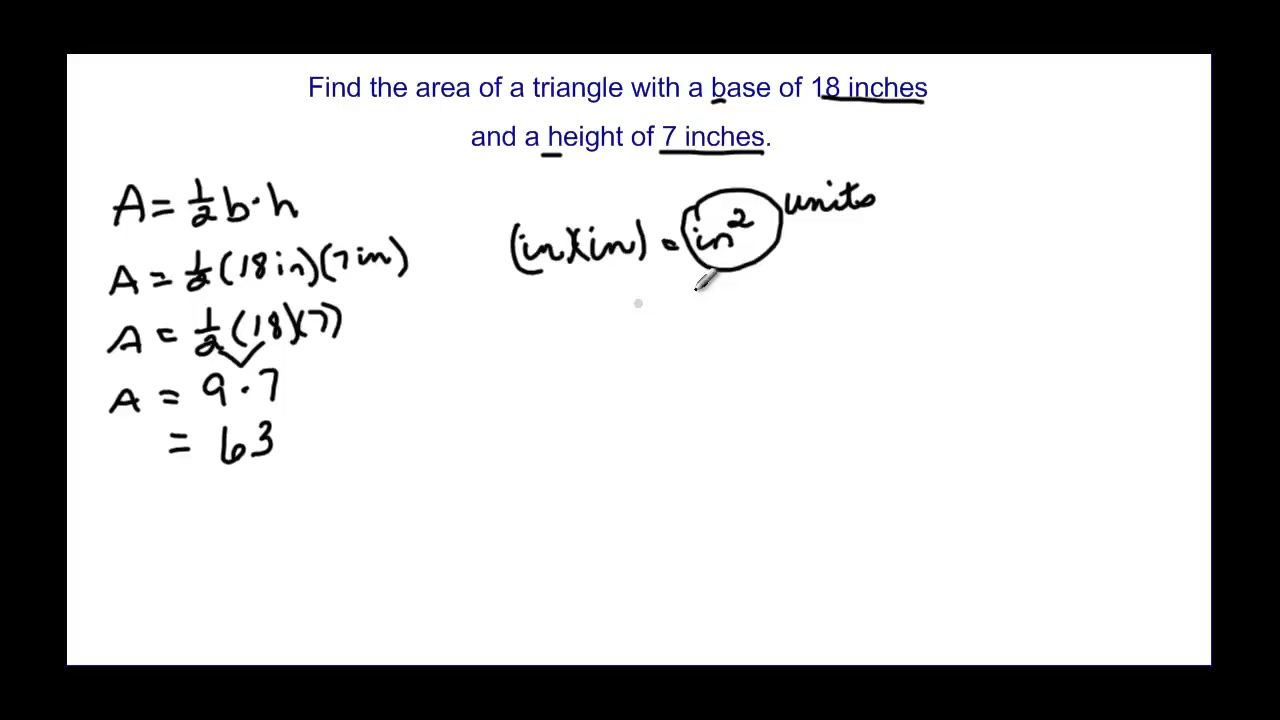 Find the area of a triangle with a base of 18 inches
and a height of 7 inches.
A = 1/2 b · h
A = 1/2 (18 in)(7 in)
A = 1/2 (18)(7)
A = 9 · 7
= 63
(in)(in) = in² units